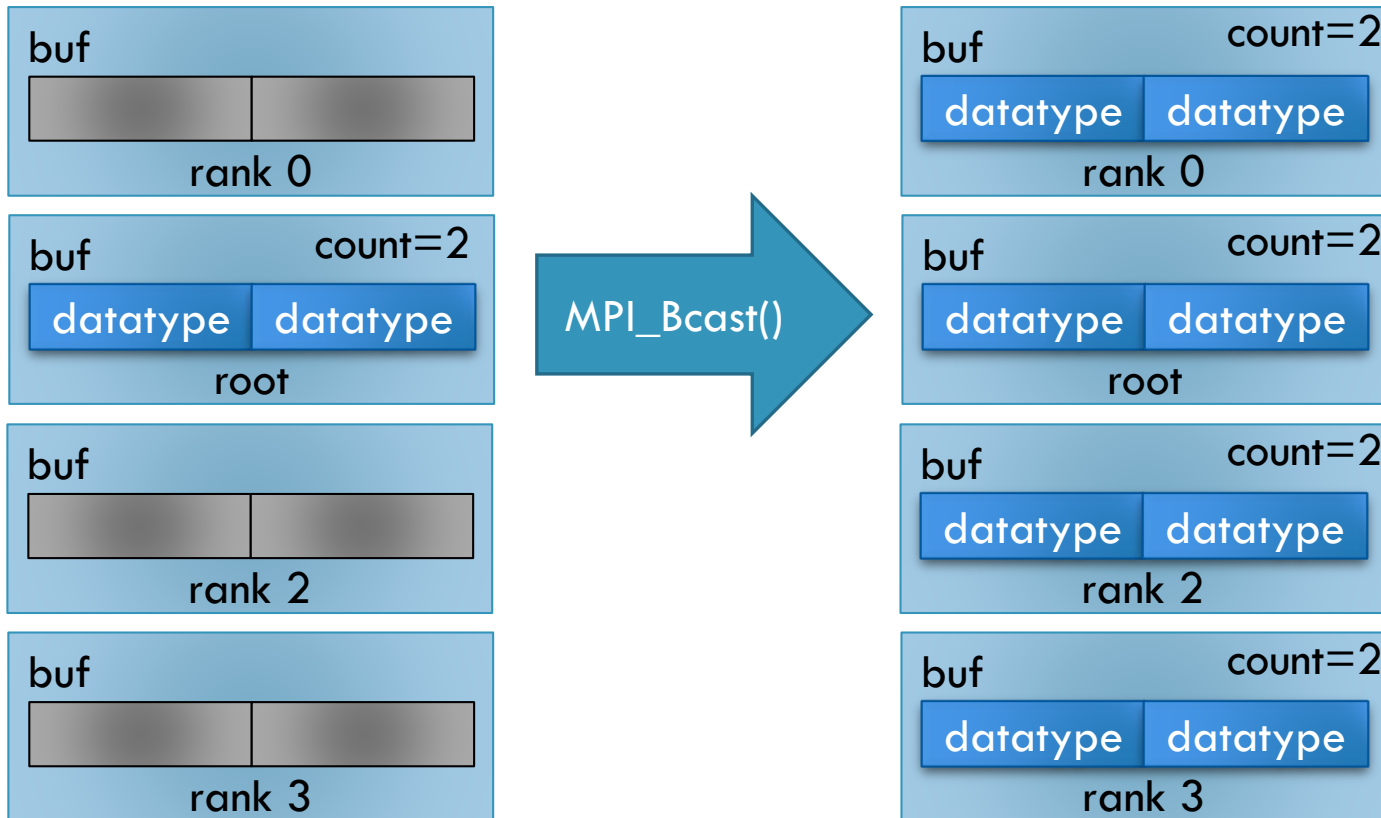 buf
rank 0
buf count=2
datatype datatype
root
buf
rank 2
buf
rank 3
MPI_Bcast()
buf count=2
datatype datatype
rank 0
buf count=2
datatype datatype
root
buf count=2
datatype datatype
rank 2
buf count=2
datatype datatype
rank 3